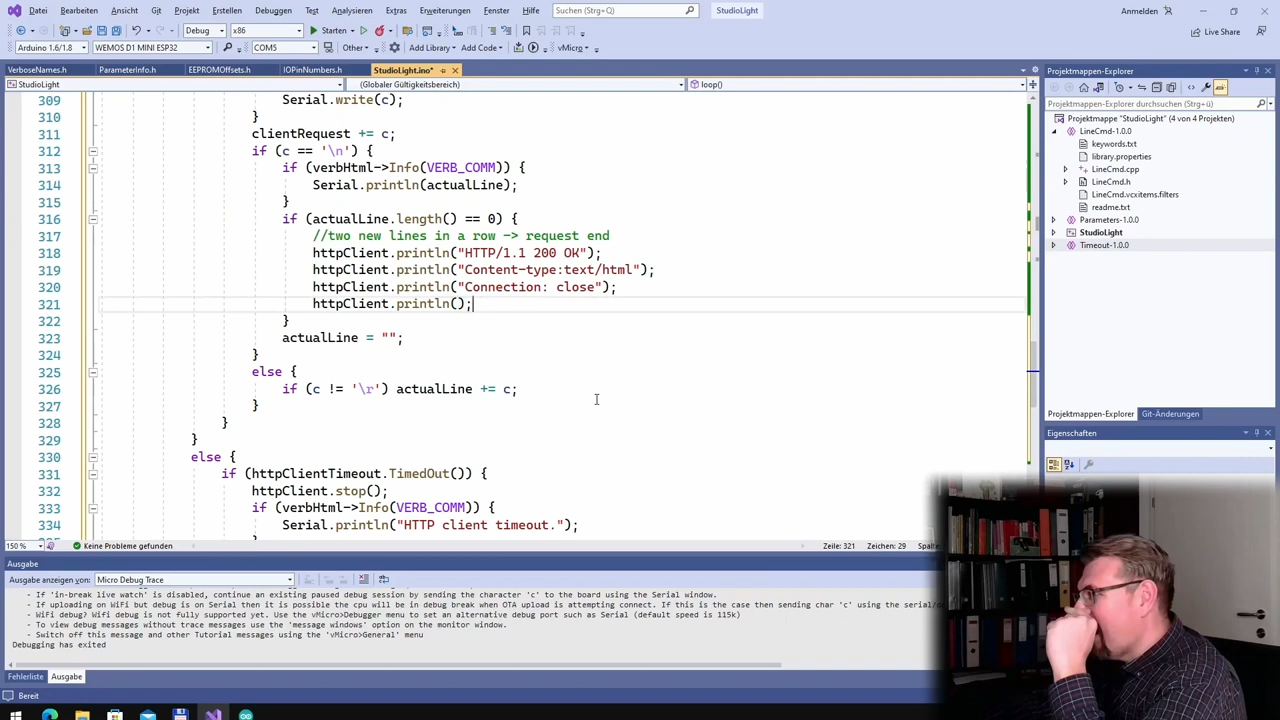 Datei Bearbeiten Ansicht Git Projekt Erstellen Debuggen Test Analysieren Extras Erweiterungen Fenster Hilfe Suchen (Strg+Q) StudioLight Anmelden
Debug x86 Starten Live Share
Arduino 1.6/1.8 WEMOS D1 MINI ESP32 COM5 Other Add Library Add Code vMicro
VerboseNames.h ParameterInfo.h EEPROMOffsets.h IOPinNumbers.h StudioLight.ino*
StudioLight (Globaler Gültigkeitsbereich) loop()
309 Serial.write(c);
310 }
311 clientRequest += c;
312 if (c == '\n') {
313 if (verbHtml->Info(VERB_COMM)) {
314 Serial.println(actualLine);
315 }
316 if (actualLine.length() == 0) {
317 //two new lines in a row -> request end
318 httpClient.println("HTTP/1.1 200 OK");
319 httpClient.println("Content-type:text/html");
320 httpClient.println("Connection: close");
321 httpClient.println();
322 }
323 actualLine = "";
324 }
325 else {
326 if (c != '\r') actualLine += c;
327 }
328 }
329 }
330 else {
331 if (httpClientTimeout.TimedOut()) {
332 httpClient.stop();
333 if (verbHtml->Info(VERB_COMM)) {
334 Serial.println("HTTP client timeout.");
150 % Keine Probleme gefunden Zeile: 321 Zeichen: 29
Ausgabe
Ausgabe anzeigen von: Micro Debug Trace
- If 'in-break live watch' is disabled, continue an existing paused debug session by sending the character 'c' to the board using the Serial window.
- If uploading on WiFi but debug is on Serial then it is possible the cpu will be in debug break when OTA upload is attempting connect. If this is the case then sending char 'c' using the
- WiFi debug? Wifi debug is not fully supported yet. Use the vMicro>Debugger menu to set an alternative debug port such as Serial (default speed is 115k)
- To view debug messages without trace messages use the 'message windows' option on the monitor window.
- Switch off this message and other Tutorial messages using the 'vMicro>General' menu
Debugging has exited
Fehlerliste Ausgabe
Bereit
Projektmappen-Explorer
Projektmappen-Explorer durchsuchen (Strg+ü)
Projektmappe "StudioLight" (4 von 4 Projekten)
LineCmd-1.0.0
keywords.txt
library.properties
LineCmd.cpp
LineCmd.h
LineCmd.vcxitems.filters
readme.txt
Parameters-1.0.0
StudioLight
Timeout-1.0.0
Projektmappen-Explorer Git-Änderungen
Eigenschaften